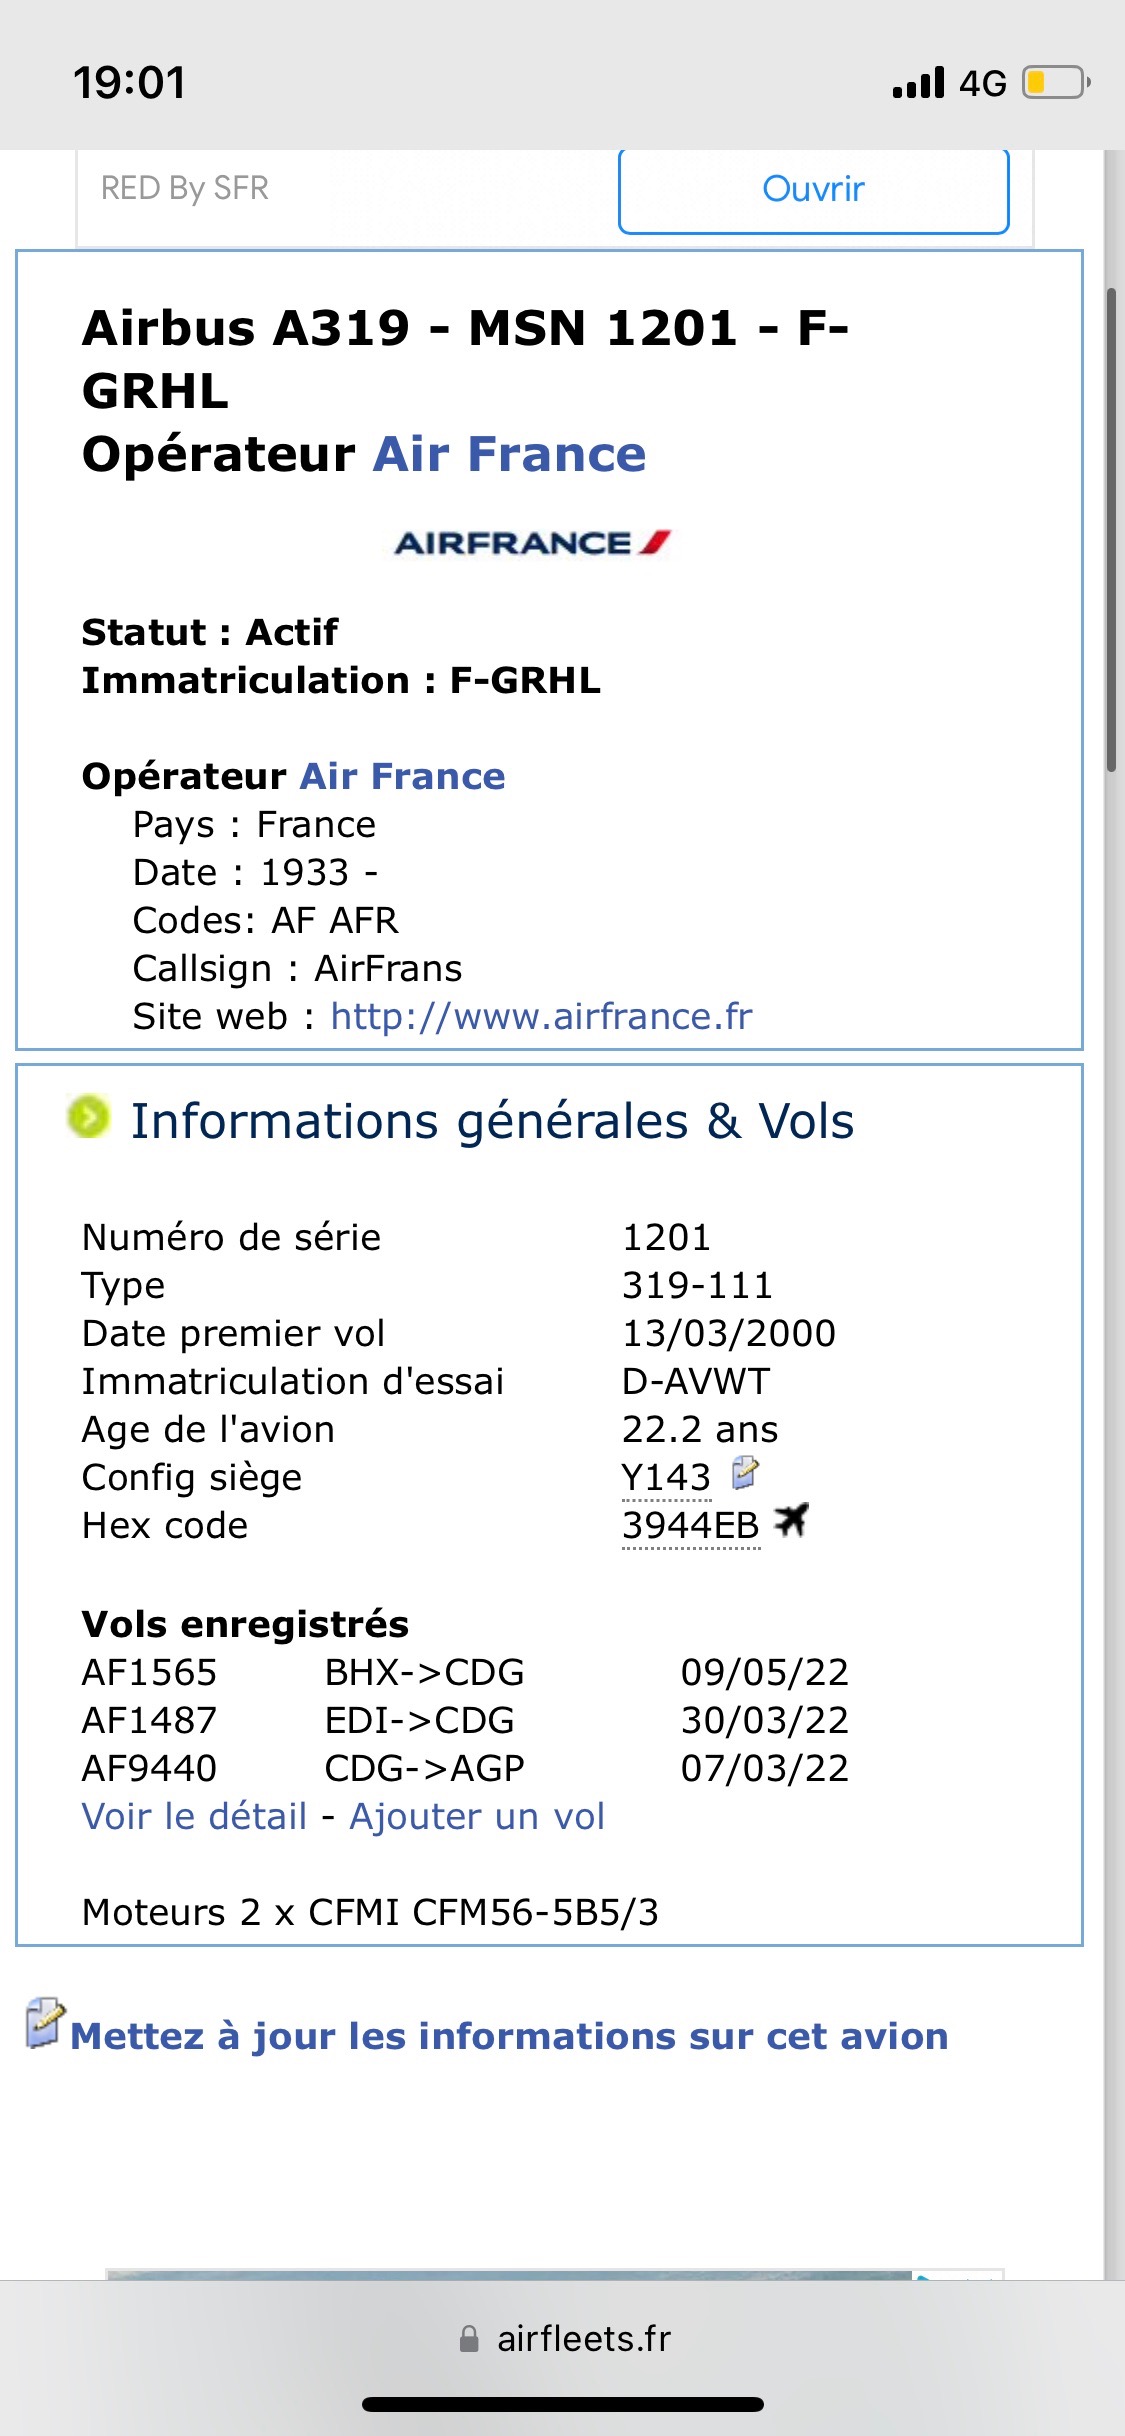 19:01
4G
RED By SFR
Ouvrir
Airbus A319 - MSN 1201 - F-
GRHL
Opérateur Air France
AIRFRANCE
Statut : Actif
Immatriculation : F-GRHL
Opérateur Air France
Pays : France
Date : 1933 -
Codes: AF AFR
Callsign : AirFrans
Site web : http://www.airfrance.fr
Informations générales & Vols
Numéro de série 1201
Type 319-111
Date premier vol 13/03/2000
Immatriculation d'essai D-AVWT
Age de l'avion 22.2 ans
Config siège Y143
Hex code 3944EB
Vols enregistrés
AF1565 BHX->CDG 09/05/22
AF1487 EDI->CDG 30/03/22
AF9440 CDG->AGP 07/03/22
Voir le détail - Ajouter un vol
Moteurs 2 x CFMI CFM56-5B5/3
Mettez à jour les informations sur cet avion
airfleets.fr